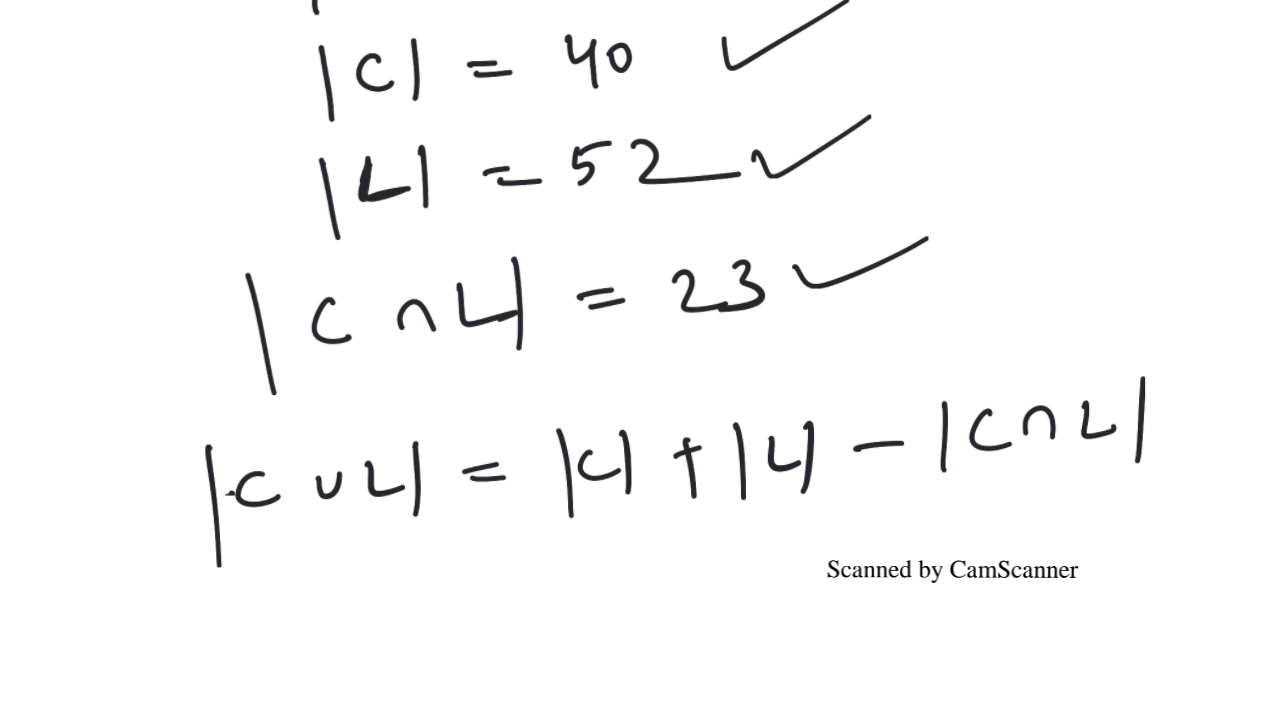 |C| = 40 ✓
|L| = 52 ✓
|C ∩ L| = 23 ✓
|C ∪ L| = |C| + |L| - |C ∩ L|
Scanned by CamScanner